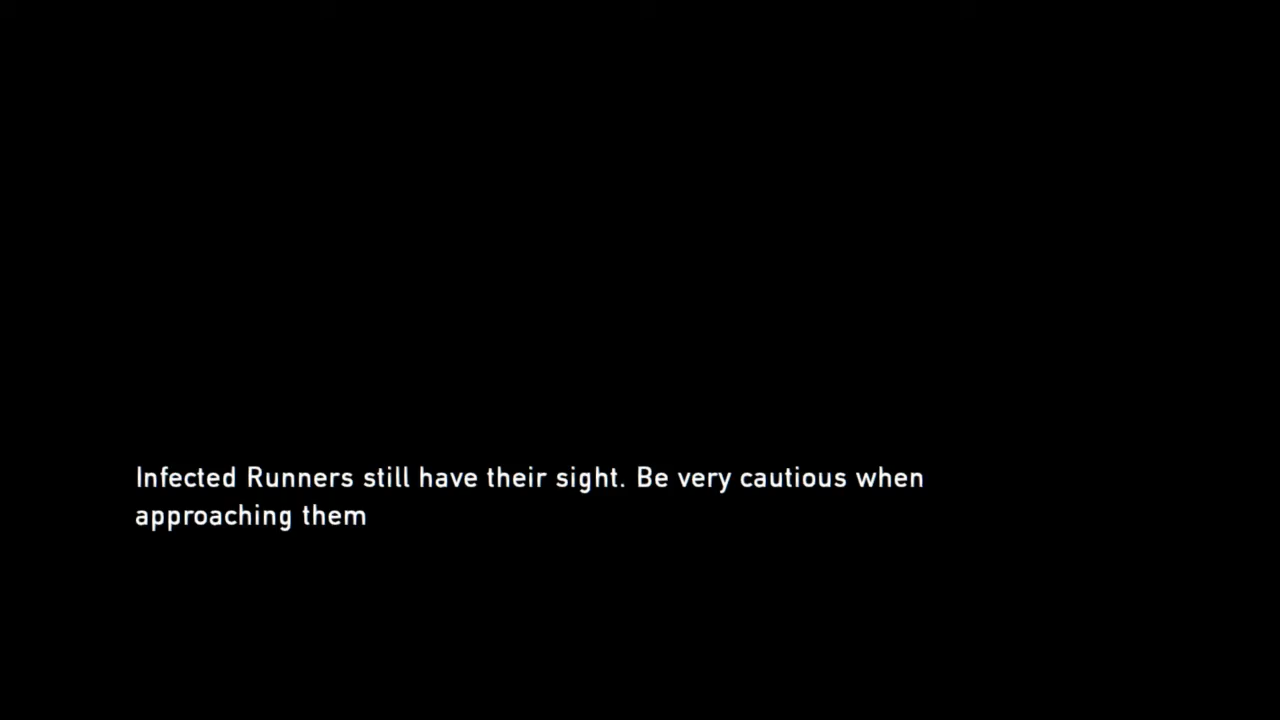 Infected Runners still have their sight. Be very cautious when
approaching them